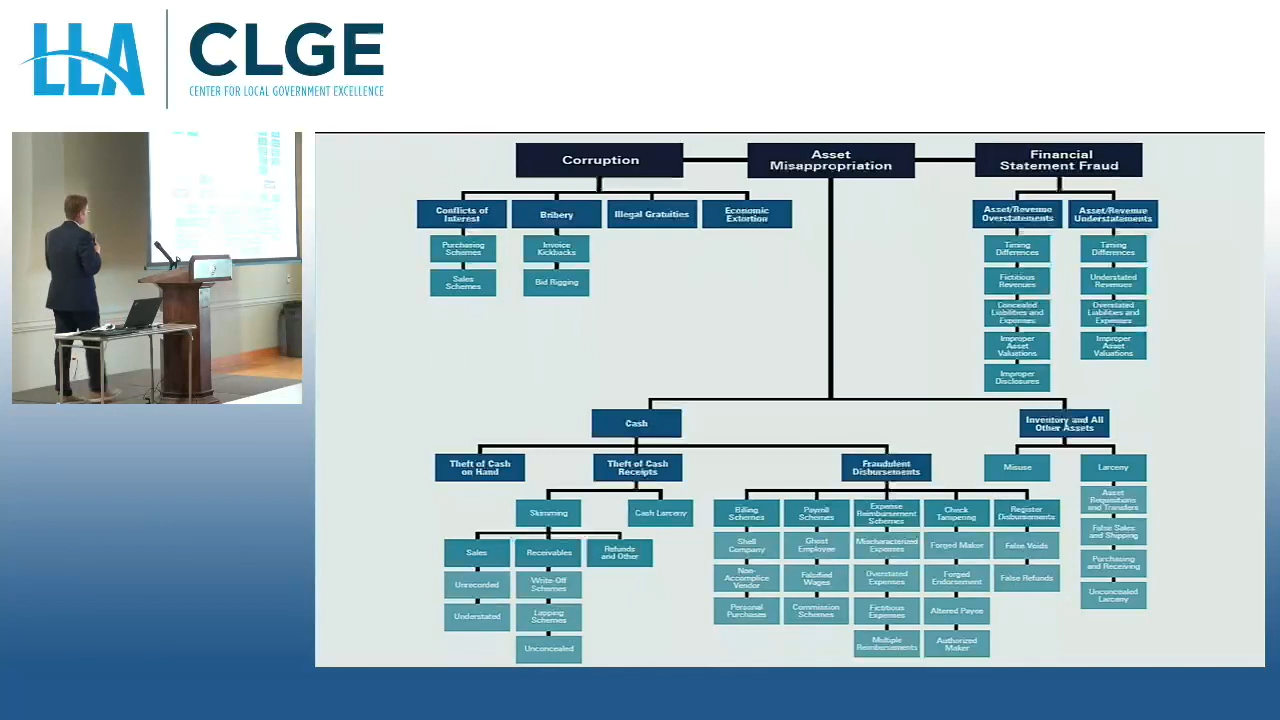 LLA
CLGE
CENTER FOR LOCAL GOVERNMENT EXCELLENCE
Corruption
Asset
Misappropriation
Financial
Statement Fraud
Conflicts of
Interest
Bribery
Illegal Gratuities
Economic
Extortion
Asset/Revenue
Overstatements
Asset/Revenue
Understatements
Purchasing
Schemes
Invoice
Kickbacks
Timing
Differences
Timing
Differences
Sales
Schemes
Bid Rigging
Fictitious
Revenues
Understated
Revenues
Concealed
Liabilities and
Expenses
Overstated
Liabilities and
Expenses
Improper
Asset
Valuations
Improper
Asset
Valuations
Improper
Disclosures
Cash
Inventory and All
Other Assets
Theft of Cash
on Hand
Theft of Cash
Receipts
Fraudulent
Disbursements
Misuse
Larceny
Skimming
Cash Larceny
Billing
Schemes
Payroll
Schemes
Expense
Reimbursement
Schemes
Check
Tampering
Register
Disbursements
Asset
Requisitions
and Transfers
Sales
Receivables
Refunds
and Other
Shell
Company
Ghost
Employee
Mischaracterized
Expenses
Forged Maker
False Voids
False Sales
and Shipping
Unrecorded
Write-Off
Schemes
Non-
Accomplice
Vendor
Falsified
Wages
Overstated
Expenses
Forged
Endorsement
False Refunds
Purchasing
and Receiving
Understated
Lapping
Schemes
Personal
Purchases
Commission
Schemes
Fictitious
Expenses
Altered Payee
Unconcealed
Larceny
Unconcealed
Multiple
Reimbursements
Authorized
Maker